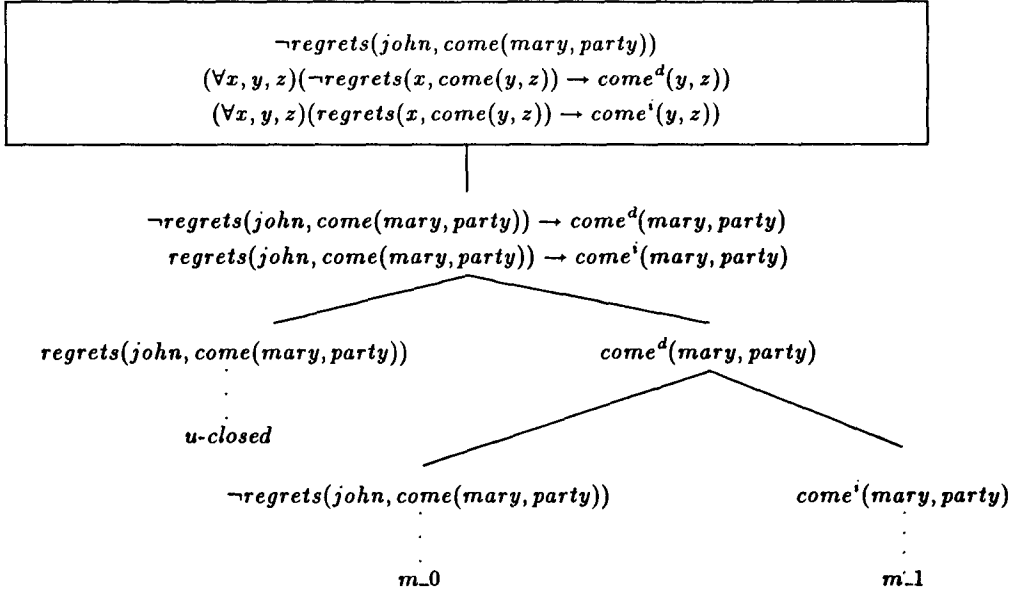 ¬regrets(john, come(mary, party))
(∀x, y, z)(¬regrets(x, come(y, z)) → come^d(y, z))
(∀x, y, z)(regrets(x, come(y, z)) → come^i(y, z))
¬regrets(john, come(mary, party)) → come^d(mary, party)
regrets(john, come(mary, party)) → come^i(mary, party)
regrets(john, come(mary, party)) come^d(mary, party)
u-closed
¬regrets(john, come(mary, party)) come^i(mary, party)
m_0 m_1